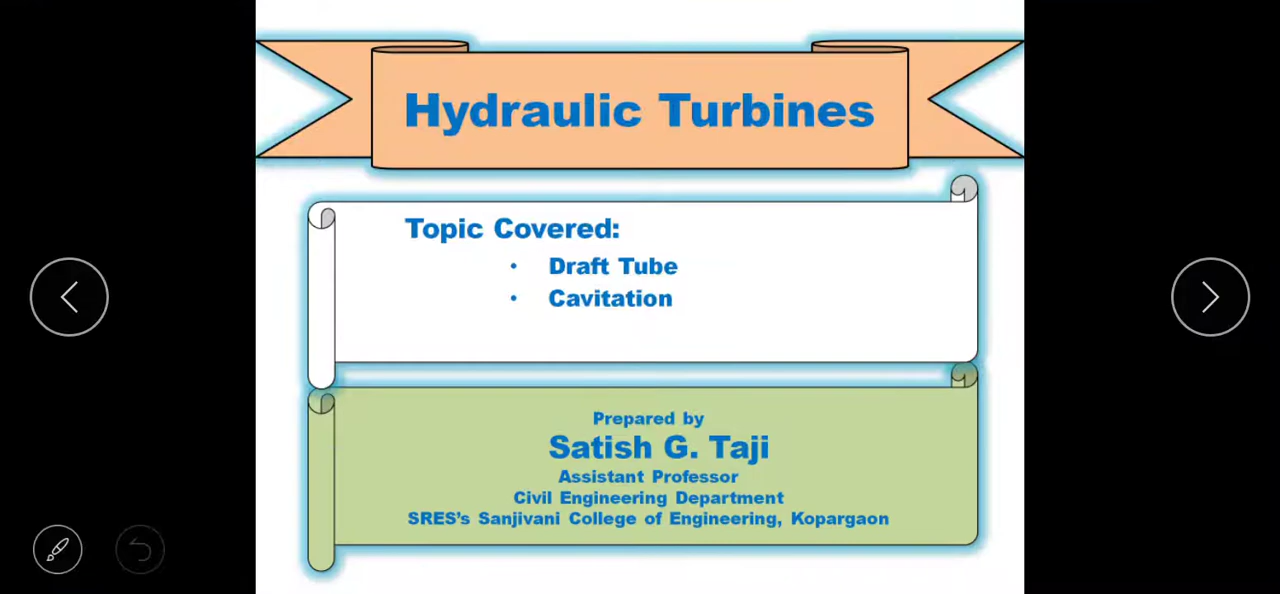 Hydraulic Turbines
Topic Covered:
• Draft Tube
• Cavitation
Prepared by
Satish G. Taji
Assistant Professor
Civil Engineering Department
SRES's Sanjivani College of Engineering, Kopargaon